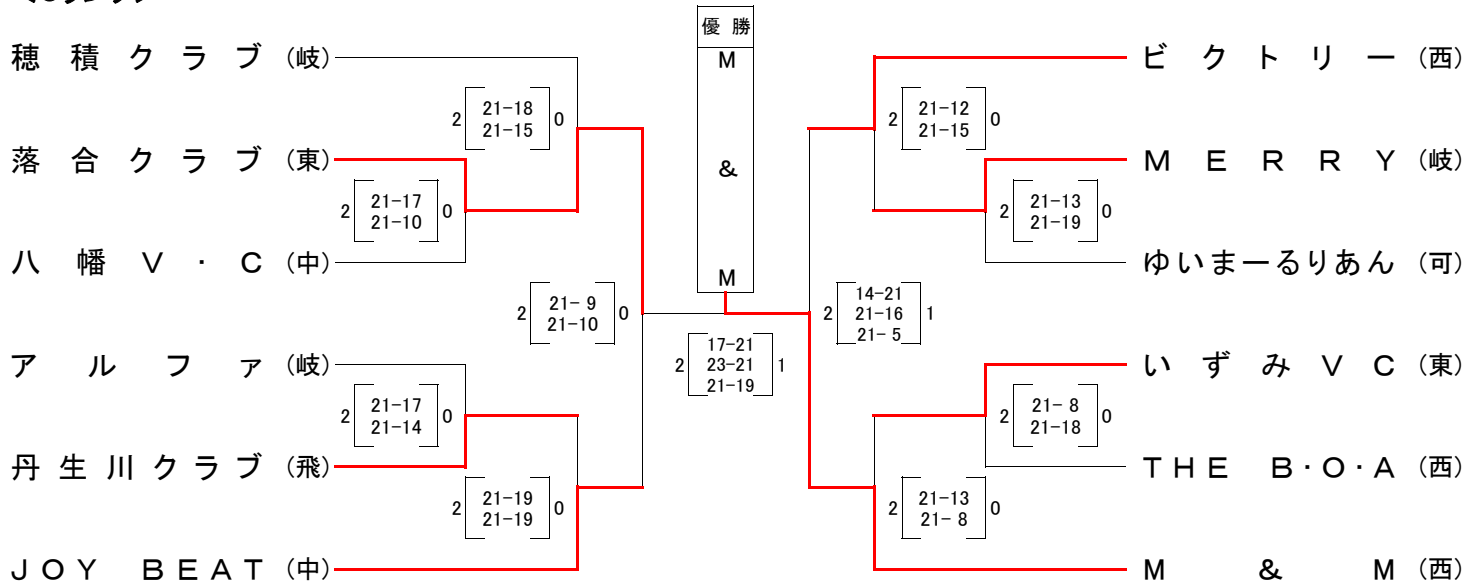 優 勝
M
&
M
穂積クラブ (岐)
2 21-18 0
21-15
落合クラブ (東)
2 21-17 0
21-10
八幡V・C (中)
2 21- 9 0
21-10
アルファ (岐)
2 21-17 0
21-14
丹生川クラブ (飛)
2 21-19 0
21-19
JOY BEAT (中)
2 17-21 1
23-21
21-19
ビクトリー (西)
2 21-12 0
21-15
MERRY (岐)
2 21-13 0
21-19
ゆいまーるりあん (可)
2 14-21 1
21-16
21- 5
いずみVC (東)
2 21- 8 0
21-18
THE B・O・A (西)
2 21-13 0
21- 8
M & M (西)